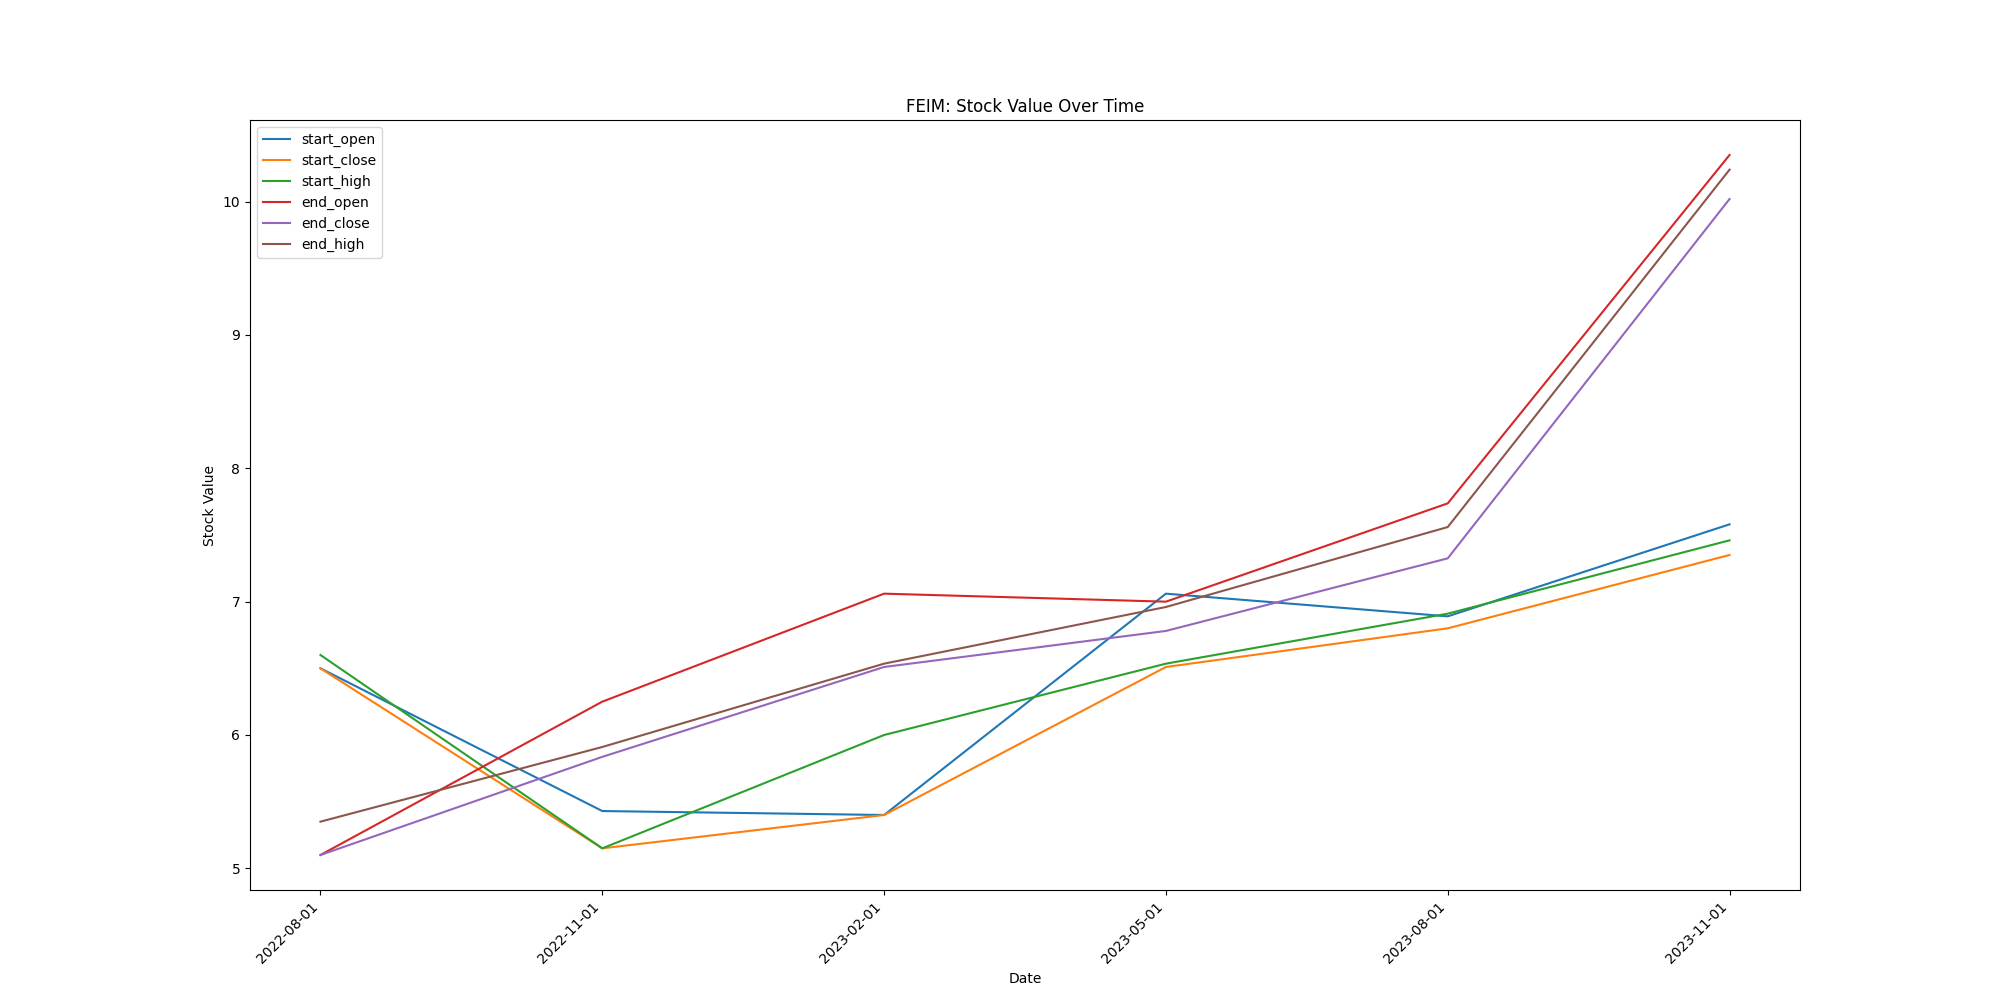 FEIM: Stock Value Over Time
start_open
start_close
start_high
end_open
end_close
end_high
Stock Value
10
9
8
7
6
5
2022-08-01
2022-11-01
2023-02-01
2023-05-01
2023-08-01
2023-11-01
Date